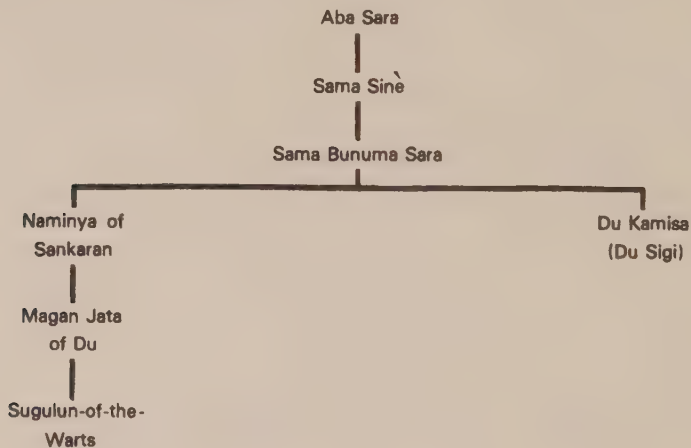 Aba Sara
Sama Sinè
Sama Bunuma Sara
Naminya of
Sankaran
Du Kamisa
(Du Sigi)
Magan Jata
of Du
Sugulun-of-the-
Warts